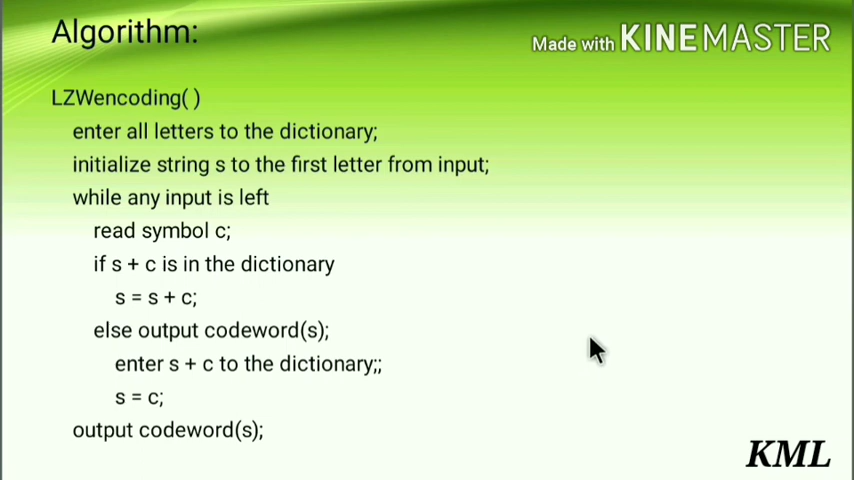 Algorithm:
Made with KINEMASTER
LZWencoding( )
enter all letters to the dictionary;
initialize string s to the first letter from input;
while any input is left
read symbol c;
if s + c is in the dictionary
s = s + c;
else output codeword(s);
enter s + c to the dictionary;;
s = c;
output codeword(s);
KML